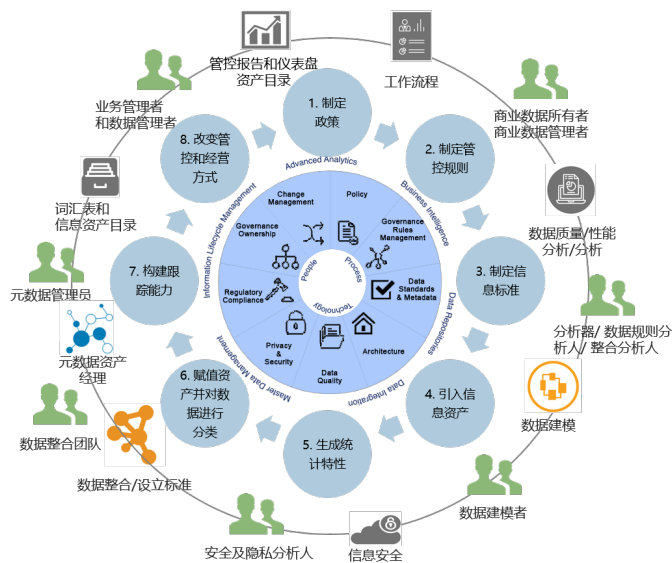 管控报告和仪表盘
资产目录
工作流程
业务管理者
和数据管理者
商业数据所有者
商业数据管理者
1. 制定
政策
8. 改变管
控和经营
方式
2. 制定管
控规则
Advanced Analytics
Business Intelligence
Data Repositories
Data Integration
Master Data Management
Information Lifecycle Management
Change
Management
Policy
Governance
Ownership
Governance
Rules
Management
People
Process
Technology
Regulatory
Compliance
Data
Standards
& Metadata
Privacy
& Security
Architecture
Data
Quality
词汇表和
信息资产目录
数据质量/性能
分析/分析
元数据管理员
7. 构建跟
踪能力
3. 制定信
息标准
分析器/ 数据规则分
析人/ 整合分析人
元数据资产
经理
6. 赋值资
产并对数
据进行
分类
4. 引入信
息资产
数据建模
数据整合团队
5. 生成统
计特性
数据整合/设立标准
数据建模者
安全及隐私分析人
信息安全